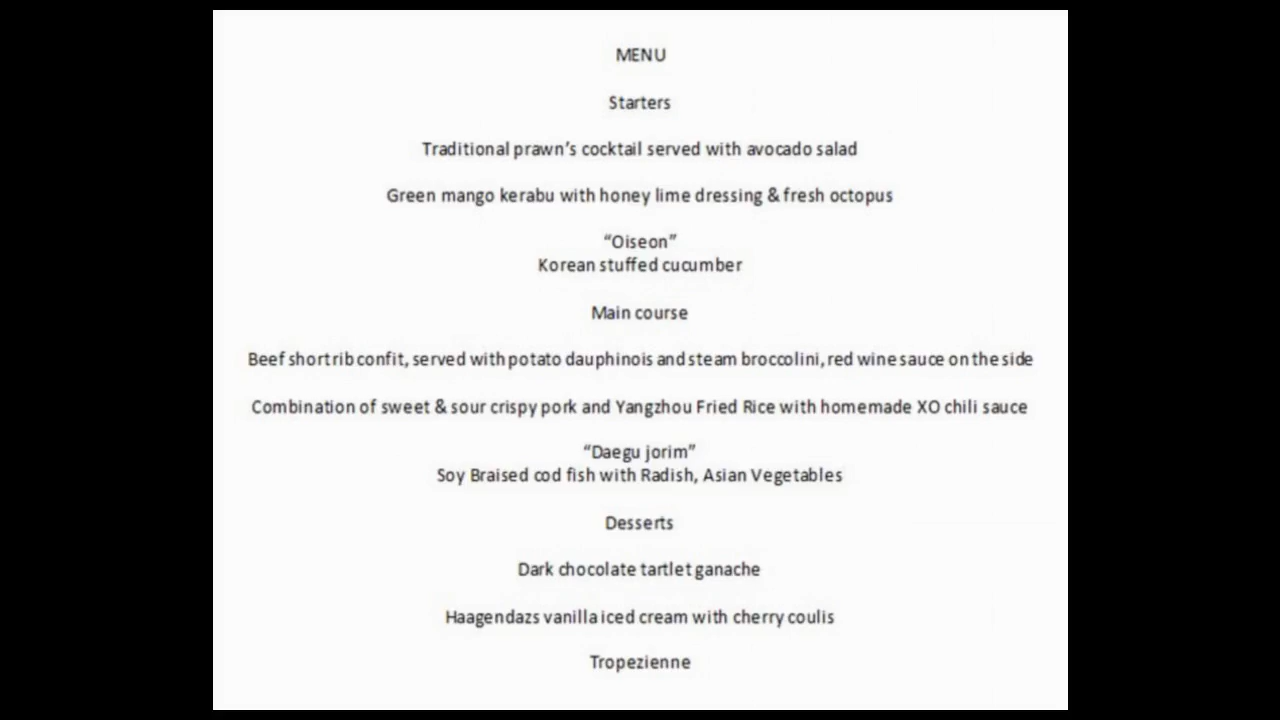 MENU
Starters
Traditional prawn’s cocktail served with avocado salad
Green mango kerabu with honey lime dressing & fresh octopus
“Oiseon”
Korean stuffed cucumber
Main course
Beef short rib confit, served with potato dauphinois and steam broccolini, red wine sauce on the side
Combination of sweet & sour crispy pork and Yangzhou Fried Rice with homemade XO chili sauce
“Daegu jorim”
Soy Braised cod fish with Radish, Asian Vegetables
Desserts
Dark chocolate tartlet ganache
Haagendazs vanilla iced cream with cherry coulis
Tropezienne